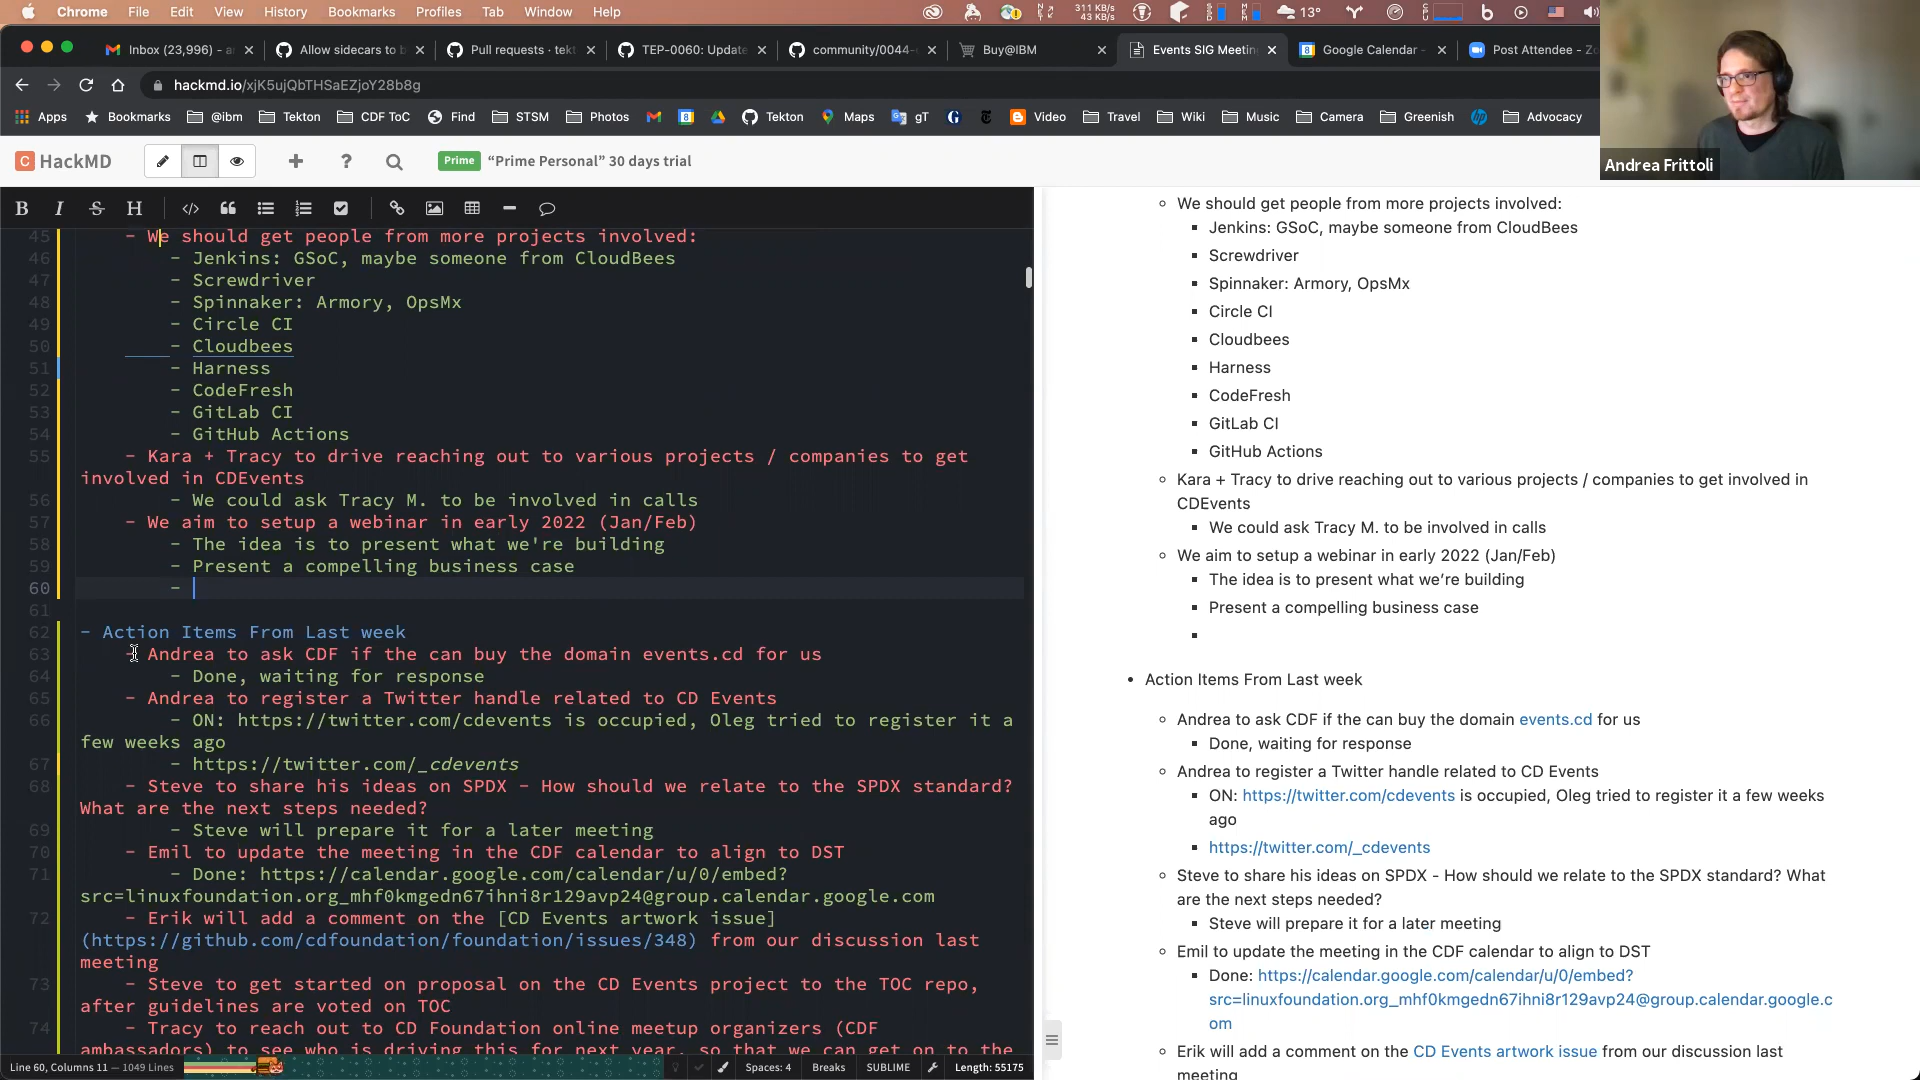 Chrome File Edit View History Bookmarks Profiles Tab Window Help 311 KB/s 43 KB/s 13°
Inbox (23,996) - a Allow sidecars to b Pull requests · tekt TEP-0060: Update community/0044- Buy@IBM Events SIG Meetin Google Calendar - Post Attendee - Zo
hackmd.io/xjK5ujQbTHSaEZjoY28b8g
Apps Bookmarks @ibm Tekton CDF ToC Find STSM Photos Tekton Maps gT Video Travel Wiki Music Camera Greenish Advocacy
Andrea Frittoli
HackMD Prime “Prime Personal” 30 days trial
45 - We should get people from more projects involved:
46 - Jenkins: GSoC, maybe someone from CloudBees
47 - Screwdriver
48 - Spinnaker: Armory, OpsMx
49 - Circle CI
50 - Cloudbees
51 - Harness
52 - CodeFresh
53 - GitLab CI
54 - GitHub Actions
55 - Kara + Tracy to drive reaching out to various projects / companies to get
involved in CDEvents
56 - We could ask Tracy M. to be involved in calls
57 - We aim to setup a webinar in early 2022 (Jan/Feb)
58 - The idea is to present what we're building
59 - Present a compelling business case
60 -
61
62 - Action Items From Last week
63 - Andrea to ask CDF if the can buy the domain events.cd for us
64 - Done, waiting for response
65 - Andrea to register a Twitter handle related to CD Events
66 - ON: https://twitter.com/cdevents is occupied, Oleg tried to register it a
few weeks ago
67 - https://twitter.com/_cdevents
68 - Steve to share his ideas on SPDX - How should we relate to the SPDX standard?
What are the next steps needed?
69 - Steve will prepare it for a later meeting
70 - Emil to update the meeting in the CDF calendar to align to DST
71 - Done: https://calendar.google.com/calendar/u/0/embed?
src=linuxfoundation.org_mhf0kmgedn67ihni8r129avp24@group.calendar.google.com
72 - Erik will add a comment on the [CD Events artwork issue]
(https://github.com/cdfoundation/foundation/issues/348) from our discussion last
meeting
73 - Steve to get started on proposal on the CD Events project to the TOC repo,
after guidelines are voted on TOC
74 - Tracy to reach out to CD Foundation online meetup organizers (CDF
ambassadors) to see who is driving this for next year, so that we can get on to the
Line 60, Columns 11 — 1049 Lines Spaces: 4 Breaks SUBLIME Length: 55175
We should get people from more projects involved:
Jenkins: GSoC, maybe someone from CloudBees
Screwdriver
Spinnaker: Armory, OpsMx
Circle CI
Cloudbees
Harness
CodeFresh
GitLab CI
GitHub Actions
Kara + Tracy to drive reaching out to various projects / companies to get involved in
CDEvents
We could ask Tracy M. to be involved in calls
We aim to setup a webinar in early 2022 (Jan/Feb)
The idea is to present what we’re building
Present a compelling business case
Action Items From Last week
Andrea to ask CDF if the can buy the domain events.cd for us
Done, waiting for response
Andrea to register a Twitter handle related to CD Events
ON: https://twitter.com/cdevents is occupied, Oleg tried to register it a few weeks
ago
https://twitter.com/_cdevents
Steve to share his ideas on SPDX - How should we relate to the SPDX standard? What
are the next steps needed?
Steve will prepare it for a later meeting
Emil to update the meeting in the CDF calendar to align to DST
Done: https://calendar.google.com/calendar/u/0/embed?
src=linuxfoundation.org_mhf0kmgedn67ihni8r129avp24@group.calendar.google.c
om
Erik will add a comment on the CD Events artwork issue from our discussion last
meeting